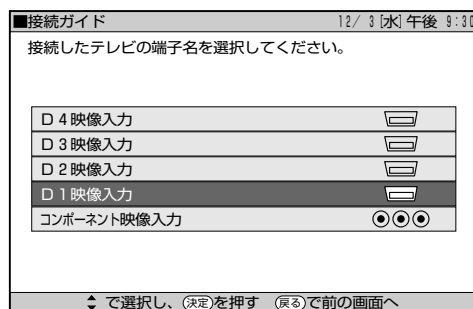 ■接続ガイド 12/ 3[水]午後 9:30
接続したテレビの端子名を選択してください。
D4映像入力
D3映像入力
D2映像入力
D1映像入力
コンポーネント映像入力
で選択し、決定を押す 戻るで前の画面へ